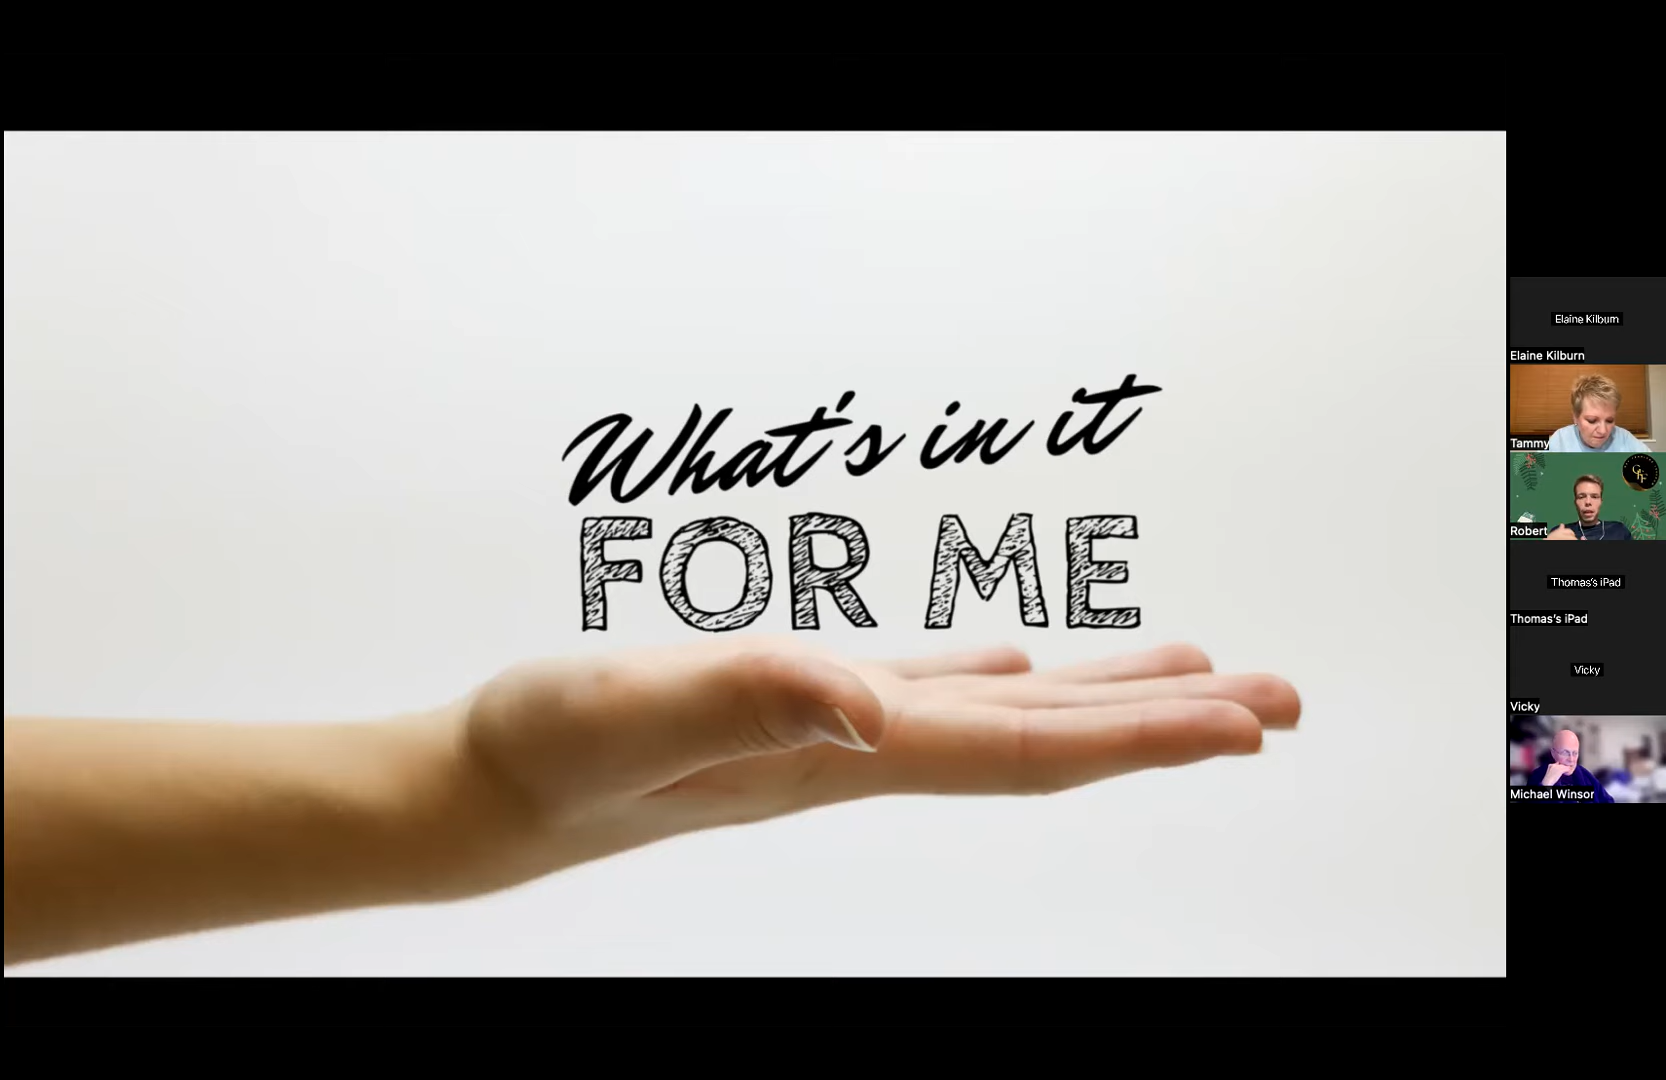 What's in it
FOR ME
Elaine Kilburn
Elaine Kilburn
Tammy
Robert
Thomas's iPad
Thomas's iPad
Vicky
Vicky
Michael Winsor